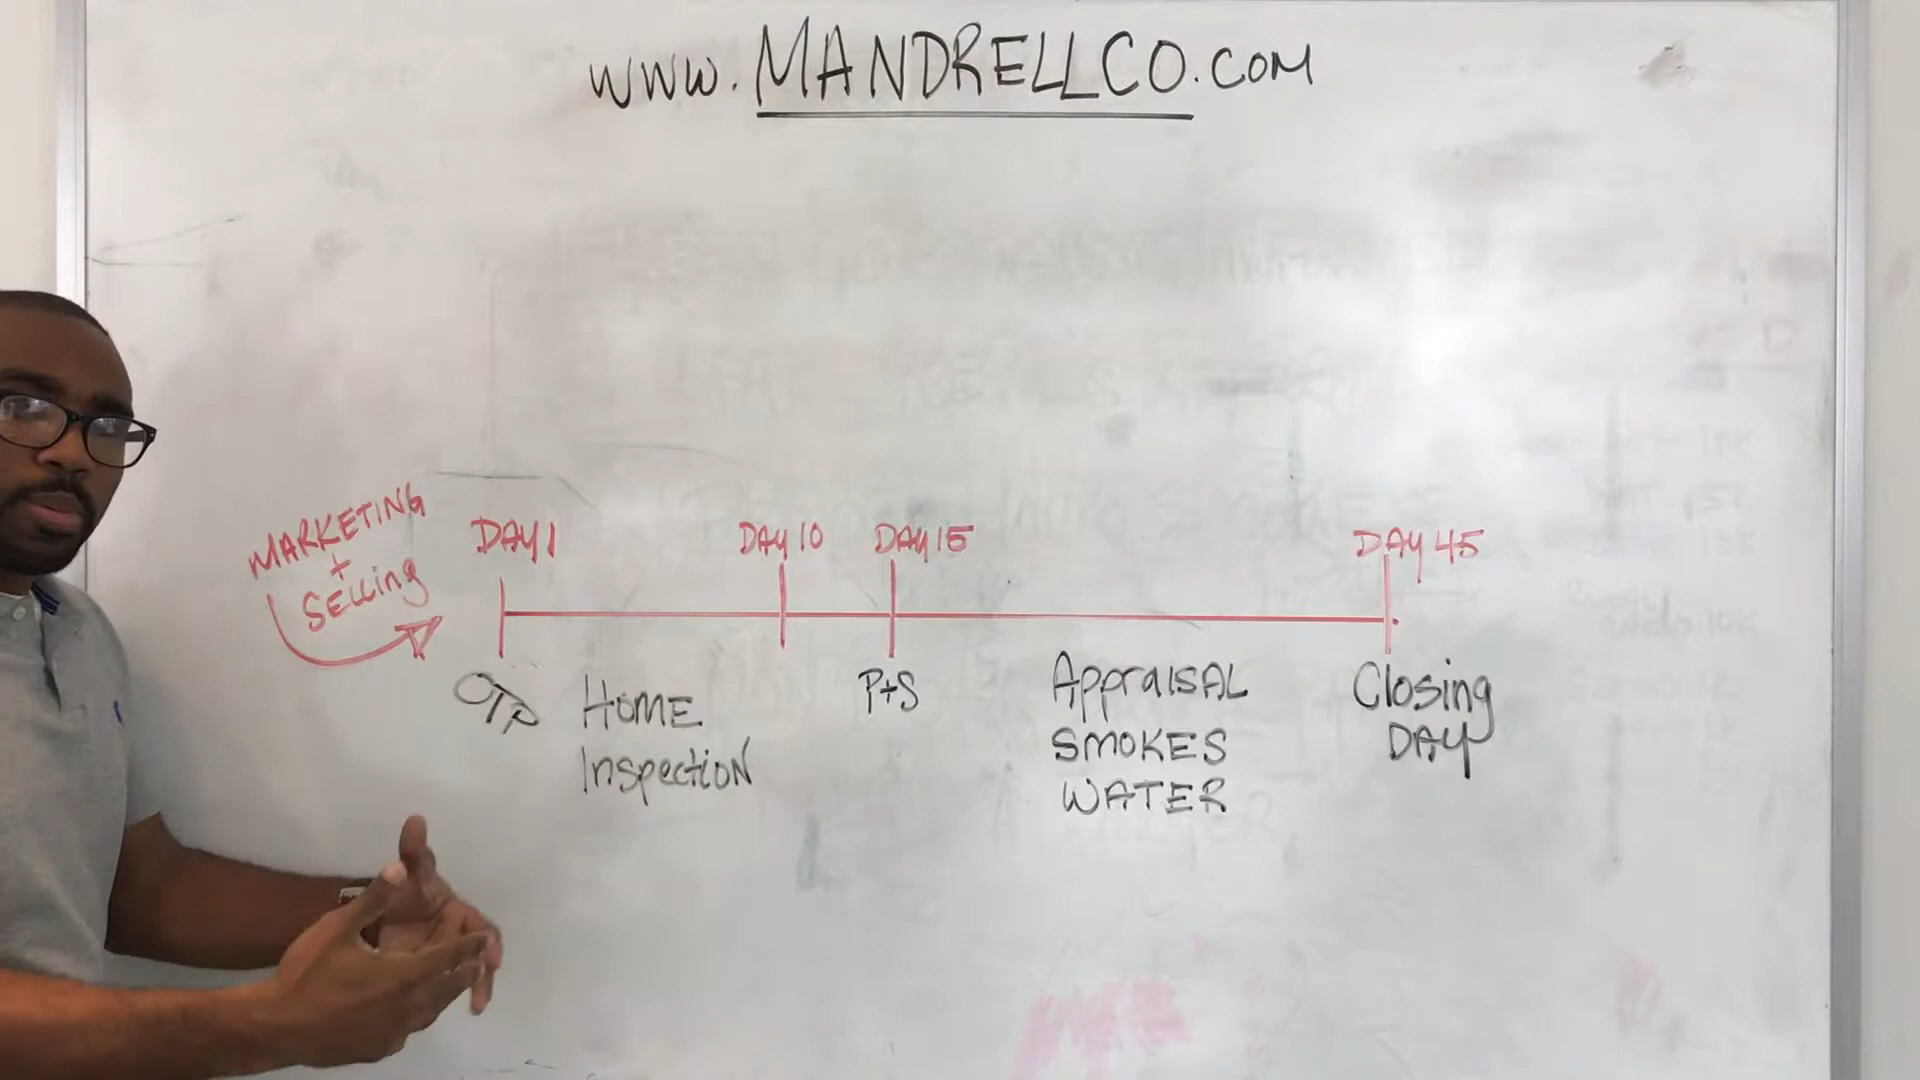 www.MANDRELLCO.COM
MARKETING
+
Selling
DAY 1
DAY 10
DAY 15
DAY 45
OTP
HOME
Inspection
P+S
AppraisAL
SMOKES
WATER
Closing
DAY